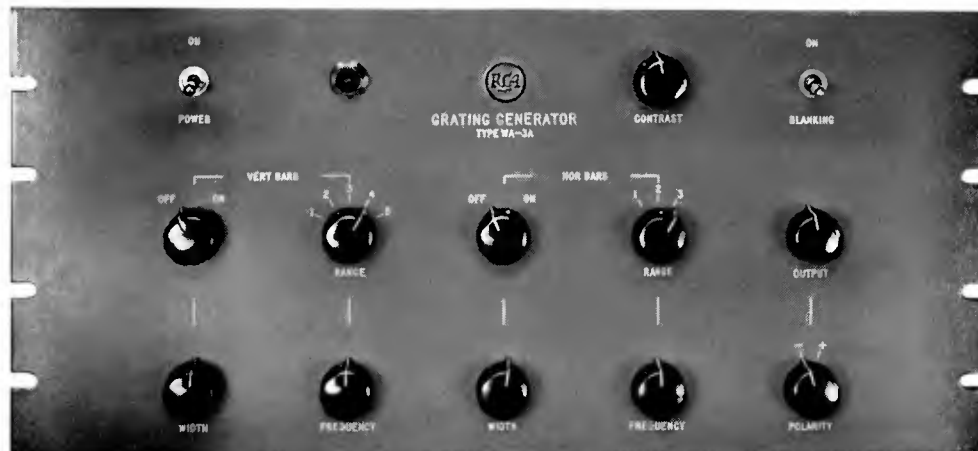 ON
ON
RCA
POWER
GRATING GENERATOR
TYPE WA-3A
CONTRAST
BLANKING
VERT BARS
HOR BARS
OFF ON
1 2 3 4 5
OFF ON
1 2 3
RANGE
RANGE
OUTPUT
- +
WIDTH
FREQUENCY
WIDTH
FREQUENCY
POLARITY